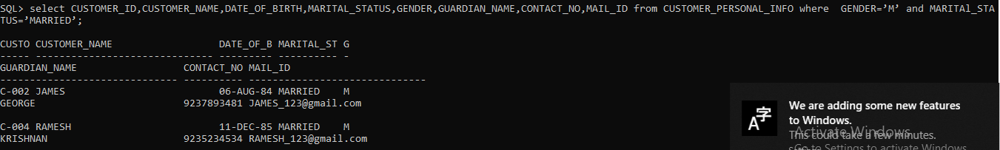 SQL> select CUSTOMER_ID,CUSTOMER_NAME,DATE_OF_BIRTH,MARITAL_STATUS,GENDER,GUARDIAN_NAME,CONTACT_NO,MAIL_ID from CUSTOMER_PERSONAL_INFO where  GENDER=’M’ and MARITAl_STA
TUS=’MARRIED’;
CUSTO CUSTOMER_NAME                  DATE_OF_B MARITAL_ST G
----- ------------------------------ --------- ---------- -
GUARDIAN_NAME                  CONTACT_NO MAIL_ID
------------------------------ ---------- ------------------------------
C-002 JAMES                          06-AUG-84 MARRIED    M
GEORGE                         9237893481 JAMES_123@gmail.com
C-004 RAMESH                         11-DEC-85 MARRIED    M
KRISHNAN                       9235234534 RAMESH_123@gmail.com
A字
We are adding some new features
to Windows.
Activate Windows
This could take a few minutes.
Go to Settings to activate Windows